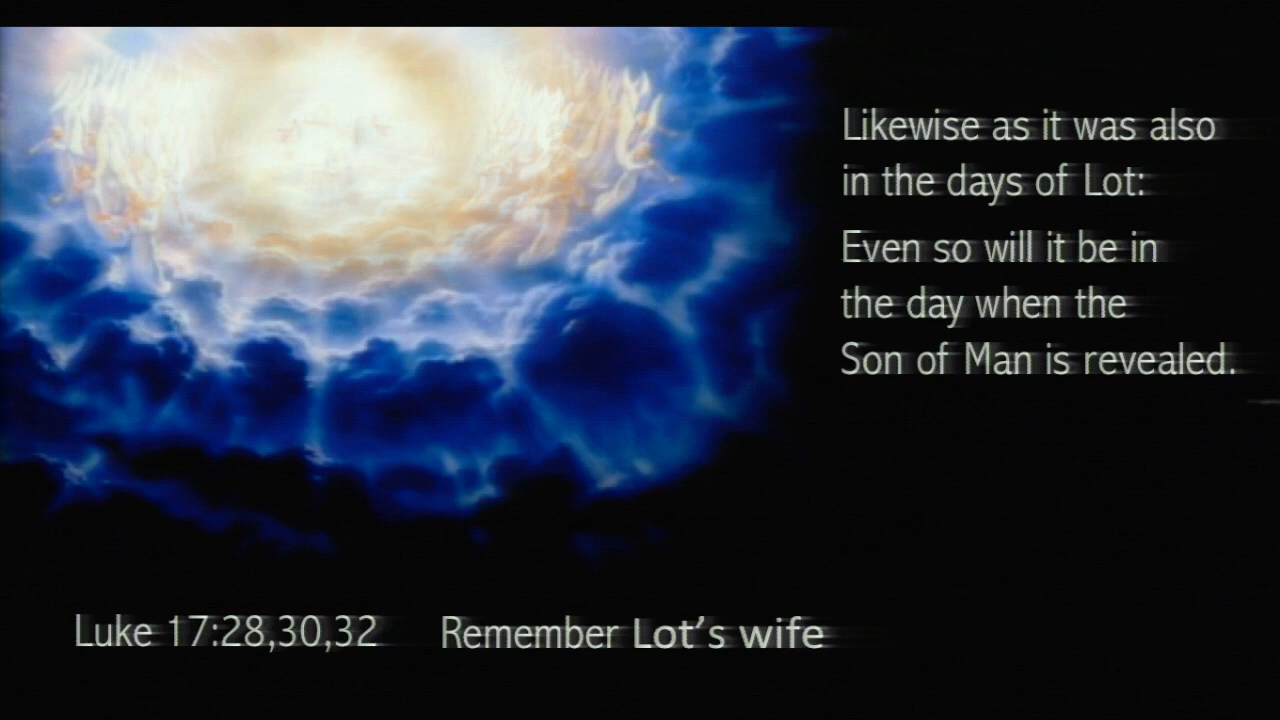 Likewise as it was also
in the days of Lot:
Even so will it be in
the day when the
Son of Man is revealed.
Luke 17:28,30,32 Remember Lot's wife